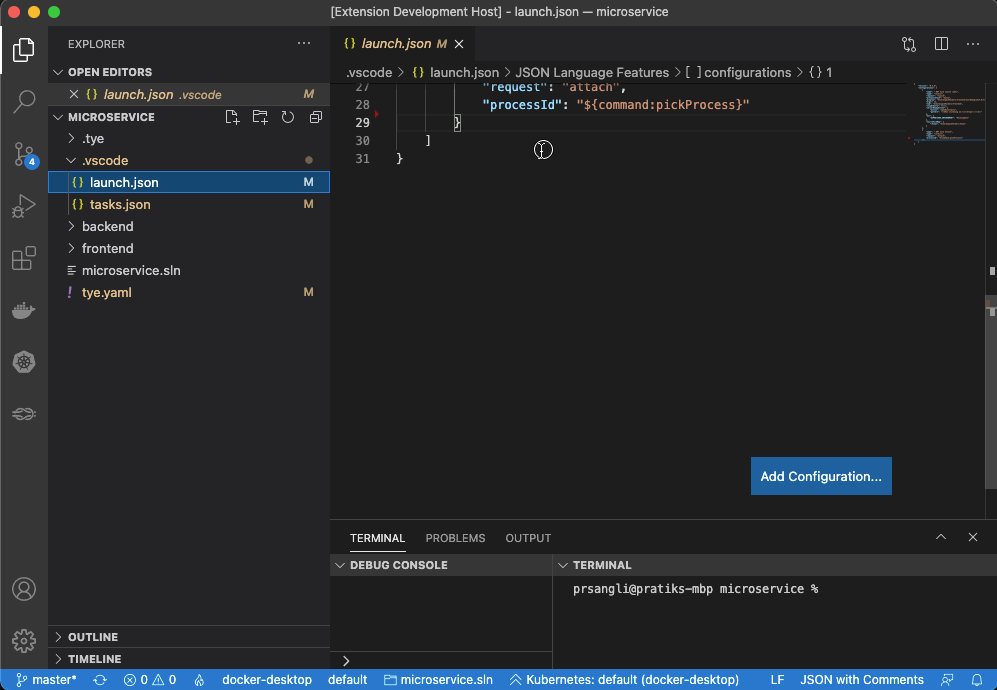 [Extension Development Host] - launch.json — microservice
EXPLORER
OPEN EDITORS
{} launch.json .vscode M
MICROSERVICE
.tye
.vscode
{} launch.json M
{} tasks.json M
backend
frontend
microservice.sln
! tye.yaml M
OUTLINE
TIMELINE
4
{} launch.json M
.vscode > {} launch.json > JSON Language Features > [ ] configurations > {} 1
27 "request": "attach",
28 "processId": "${command:pickProcess}"
29 }
30 ]
31 }
Add Configuration...
TERMINAL PROBLEMS OUTPUT
DEBUG CONSOLE
TERMINAL
prsangli@pratiks-mbp microservice %
master* 0 0 docker-desktop default microservice.sln Kubernetes: default (docker-desktop) LF JSON with Comments